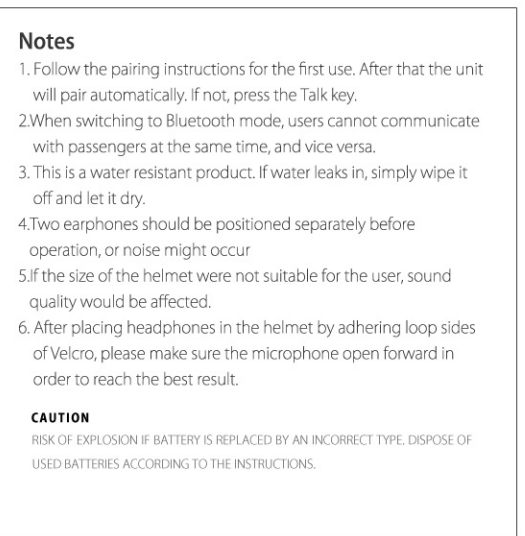 Notes
1. Follow the pairing instructions for the first use. After that the unit
will pair automatically. If not, press the Talk key.
2.When switching to Bluetooth mode, users cannot communicate
with passengers at the same time, and vice versa.
3. This is a water resistant product. If water leaks in, simply wipe it
off and let it dry.
4.Two earphones should be positioned separately before
operation, or noise might occur
5.If the size of the helmet were not suitable for the user, sound
quality would be affected.
6. After placing headphones in the helmet by adhering loop sides
of Velcro, please make sure the microphone open forward in
order to reach the best result.
CAUTION
RISK OF EXPLOSION IF BATTERY IS REPLACED BY AN INCORRECT TYPE. DISPOSE OF
USED BATTERIES ACCORDING TO THE INSTRUCTIONS.